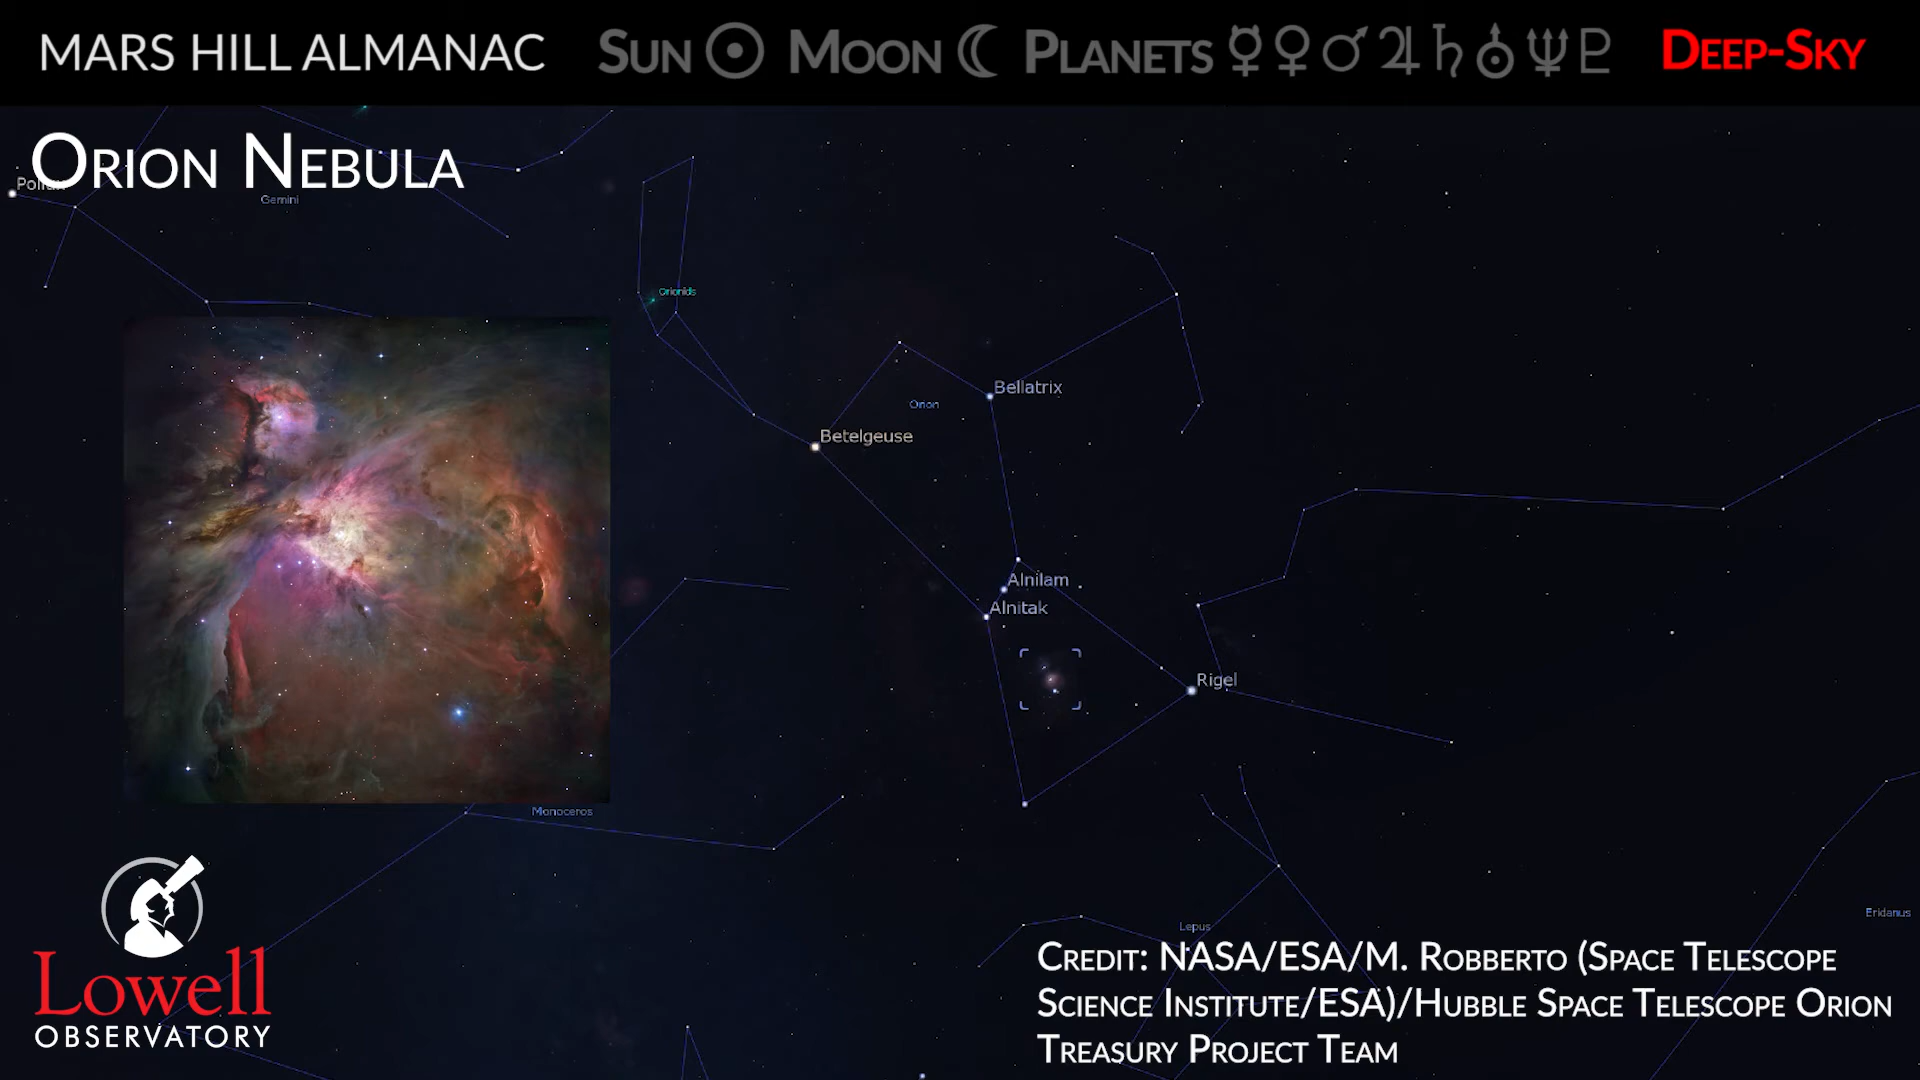 MARS HILL ALMANAC
SUN ☉ MOON ☾ PLANETS ☿ ♀ ♂ ♃ ♄ ⛢ ♆ ♇
DEEP-SKY
ORION NEBULA
Gemini
Orionids
Bellatrix
Orion
Betelgeuse
Alnilam
Alnitak
Rigel
Monoceros
Eridanus
Lepus
Lowell
OBSERVATORY
CREDIT: NASA/ESA/M. ROBBERTO (SPACE TELESCOPE
SCIENCE INSTITUTE/ESA)/HUBBLE SPACE TELESCOPE ORION
TREASURY PROJECT TEAM